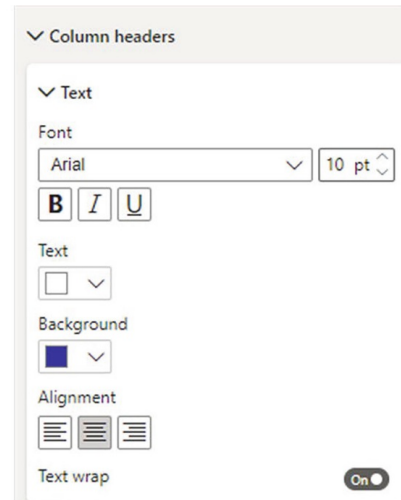 Column headers
Text
Font
Arial
10 pt
B I U
Text
Background
Alignment
Text wrap
On